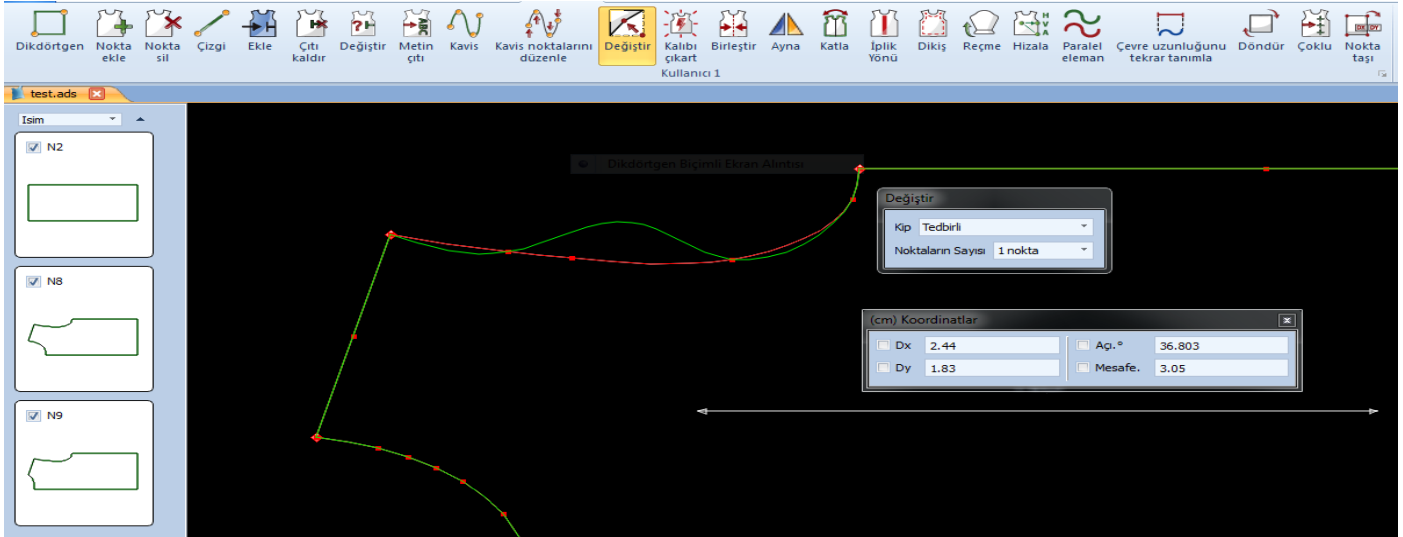 Dikdörtgen Nokta ekle Nokta sil Çizgi Ekle Çıtı kaldır Değiştir Metin çıtı Kavis Kavis noktalarını düzenle Değiştir Kalıbı çıkart Birleştir Ayna Katla İplik Yönü Dikiş Reçme Hizala Paralel eleman Çevre uzunluğunu tekrar tanımla Döndür Çoklu Nokta taşı
Kullanıcı 1
test.ads
Isim
N2
Dikdörtgen Biçimli Ekran Alıntısı
Değiştir
Kip Tedbirli
Noktaların Sayısı 1 nokta
N8
(cm) Koordinatlar
Dx 2.44 Açı.° 36.803
Dy 1.83 Mesafe. 3.05
N9